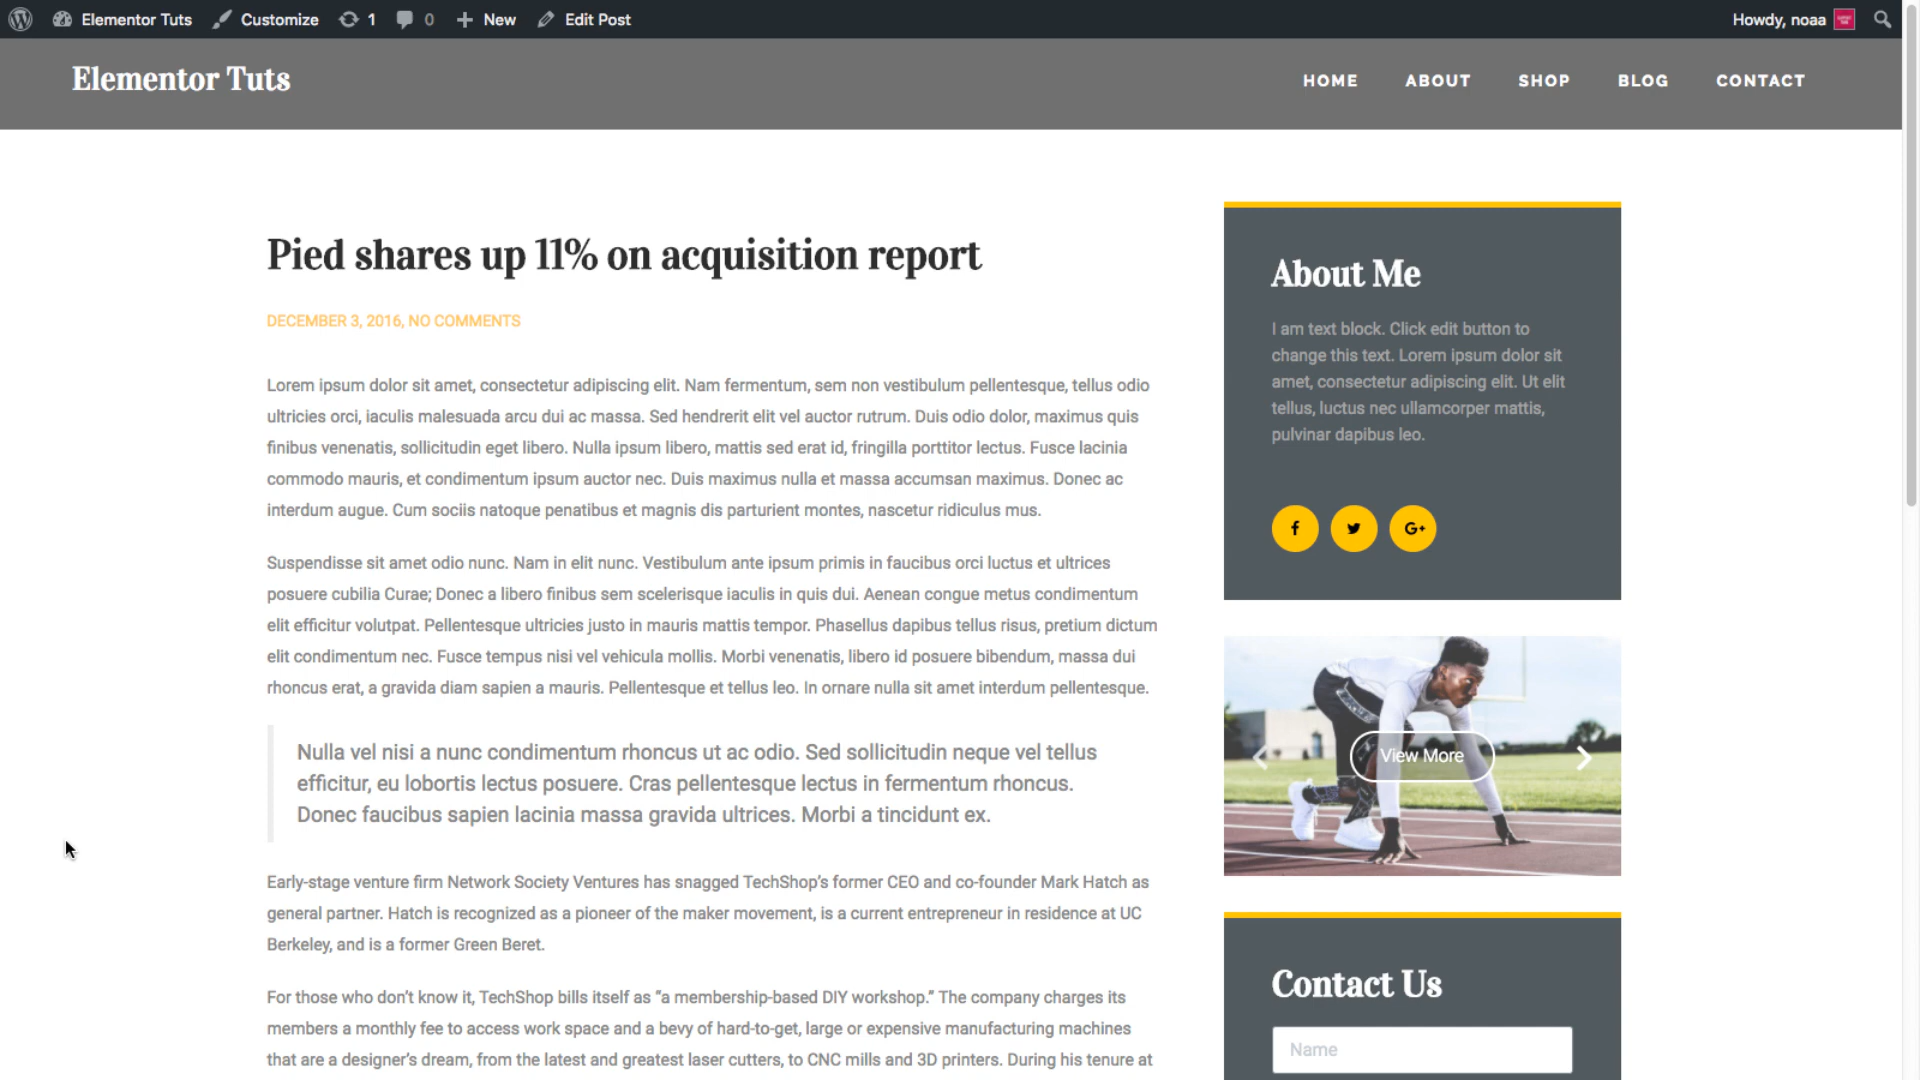 Elementor Tuts Customize 1 0 New Edit Post Howdy, noaa
Elementor Tuts
HOME ABOUT SHOP BLOG CONTACT
Pied shares up 11% on acquisition report
DECEMBER 3, 2016, NO COMMENTS
Lorem ipsum dolor sit amet, consectetur adipiscing elit. Nam fermentum, sem non vestibulum pellentesque, tellus odio
ultricies orci, iaculis malesuada arcu dui ac massa. Sed hendrerit elit vel auctor rutrum. Duis odio dolor, maximus quis
finibus venenatis, sollicitudin eget libero. Nulla ipsum libero, mattis sed erat id, fringilla porttitor lectus. Fusce lacinia
commodo mauris, et condimentum ipsum auctor nec. Duis maximus nulla et massa accumsan maximus. Donec ac
interdum augue. Cum sociis natoque penatibus et magnis dis parturient montes, nascetur ridiculus mus.
Suspendisse sit amet odio nunc. Nam in elit nunc. Vestibulum ante ipsum primis in faucibus orci luctus et ultrices
posuere cubilia Curae; Donec a libero finibus sem scelerisque iaculis in quis dui. Aenean congue metus condimentum
elit efficitur volutpat. Pellentesque ultricies justo in mauris mattis tempor. Phasellus dapibus tellus risus, pretium dictum
elit condimentum nec. Fusce tempus nisi vel vehicula mollis. Morbi venenatis, libero id posuere bibendum, massa dui
rhoncus erat, a gravida diam sapien a mauris. Pellentesque et tellus leo. In ornare nulla sit amet interdum pellentesque.
Nulla vel nisi a nunc condimentum rhoncus ut ac odio. Sed sollicitudin neque vel tellus
efficitur, eu lobortis lectus posuere. Cras pellentesque lectus in fermentum rhoncus.
Donec faucibus sapien lacinia massa gravida ultrices. Morbi a tincidunt ex.
Early-stage venture firm Network Society Ventures has snagged TechShop’s former CEO and co-founder Mark Hatch as
general partner. Hatch is recognized as a pioneer of the maker movement, is a current entrepreneur in residence at UC
Berkeley, and is a former Green Beret.
For those who don’t know it, TechShop bills itself as “a membership-based DIY workshop.” The company charges its
members a monthly fee to access work space and a bevy of hard-to-get, large or expensive manufacturing machines
that are a designer’s dream, from the latest and greatest laser cutters, to CNC mills and 3D printers. During his tenure at
About Me
I am text block. Click edit button to
change this text. Lorem ipsum dolor sit
amet, consectetur adipiscing elit. Ut elit
tellus, luctus nec ullamcorper mattis,
pulvinar dapibus leo.
View More
Contact Us
Name